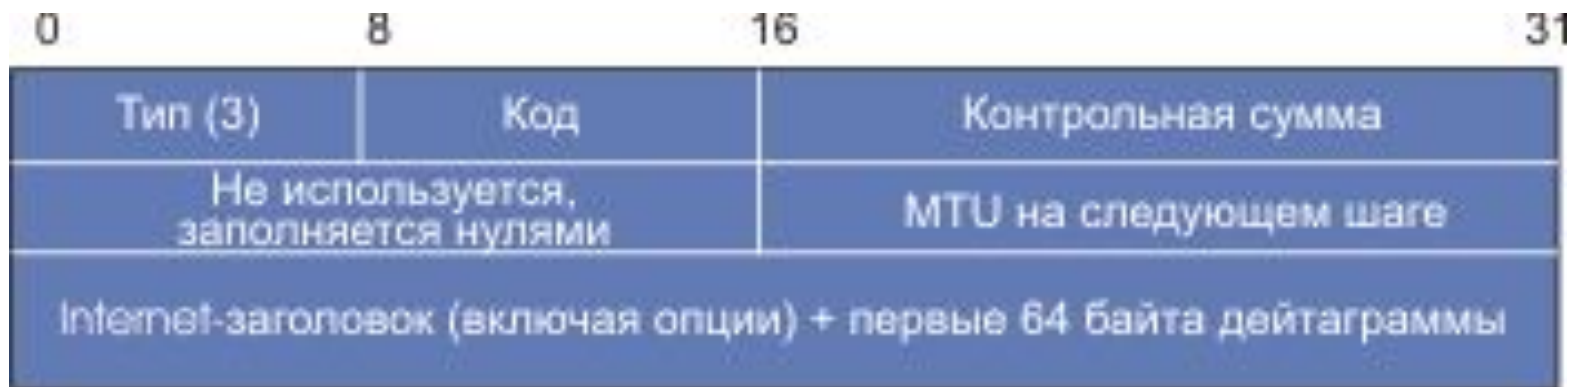 0 8 16 31
Тип (3) Код Контрольная сумма
Не используется,
заполняется нулями
MTU на следующем шаге
Internet-заголовок (включая опции) + первые 64 байта дейтаграммы